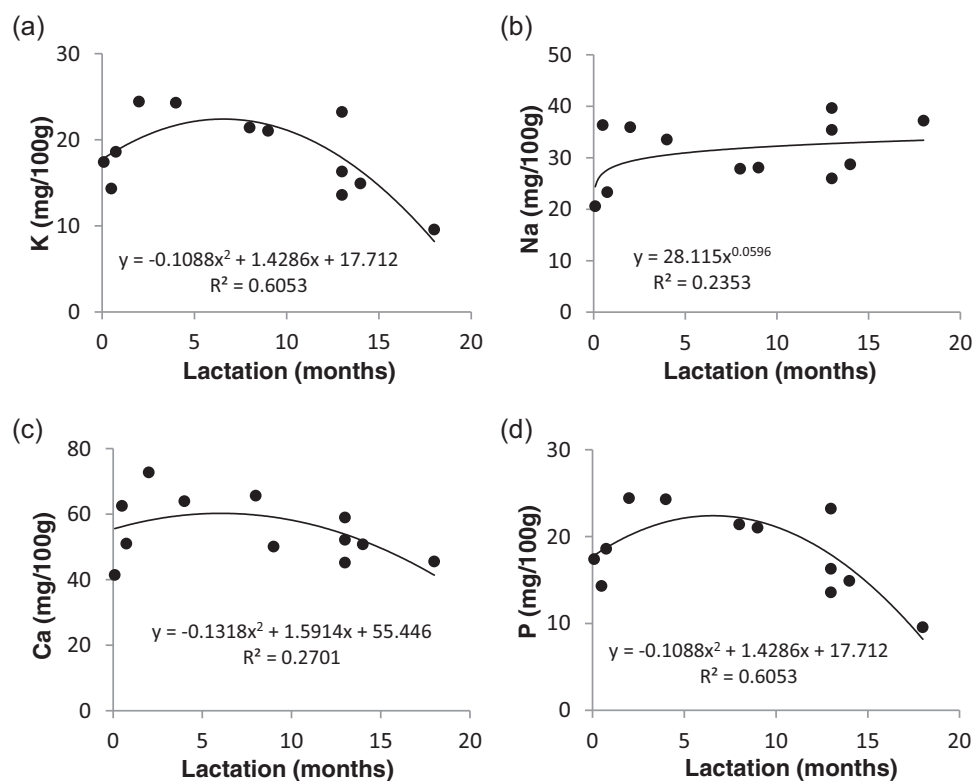 (a)
30
20
10
0
K (mg/100g)
y = -0.1088x² + 1.4286x + 17.712
R² = 0.6053
0 5 10 15 20
Lactation (months)
(b)
50
40
30
20
10
0
Na (mg/100g)
y = 28.115x^0.0596
R² = 0.2353
0 5 10 15 20
Lactation (months)
(c)
80
60
40
20
0
Ca (mg/100g)
y = -0.1318x² + 1.5914x + 55.446
R² = 0.2701
0 5 10 15 20
Lactation (months)
(d)
30
20
10
0
P (mg/100g)
y = -0.1088x² + 1.4286x + 17.712
R² = 0.6053
0 5 10 15 20
Lactation (months)